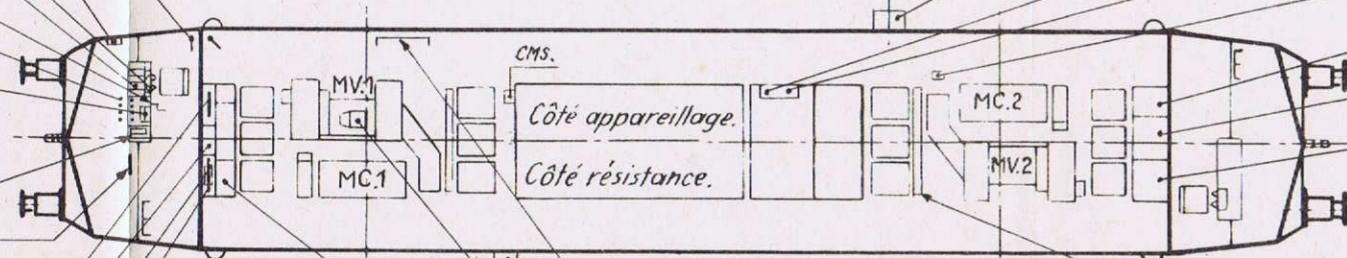 CMS.
MV.1
MC.2
Côté appareillage.
MC.1
Côté résistance.
MV.2